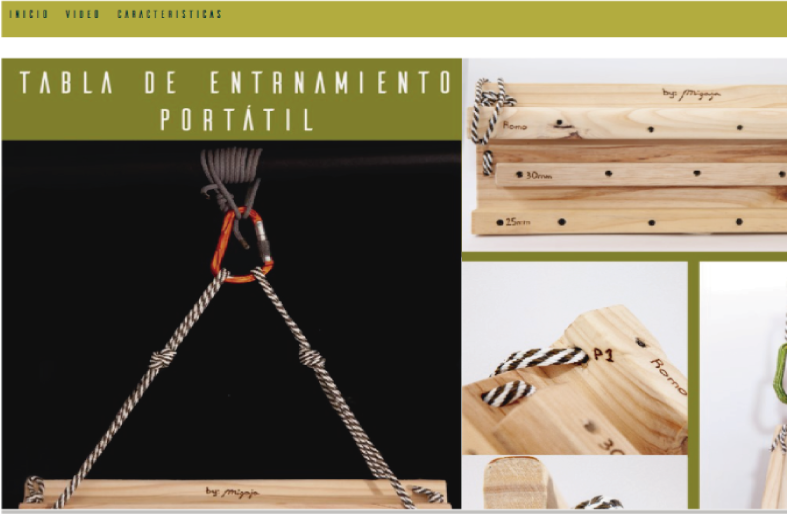 INICIO VIDEO CARACTERISTICAS
TABLA DE ENTRNAMIENTO
PORTÁTIL
by: Migaja
Romo
30mm
25mm
P1
Romo
30
by: Migaja